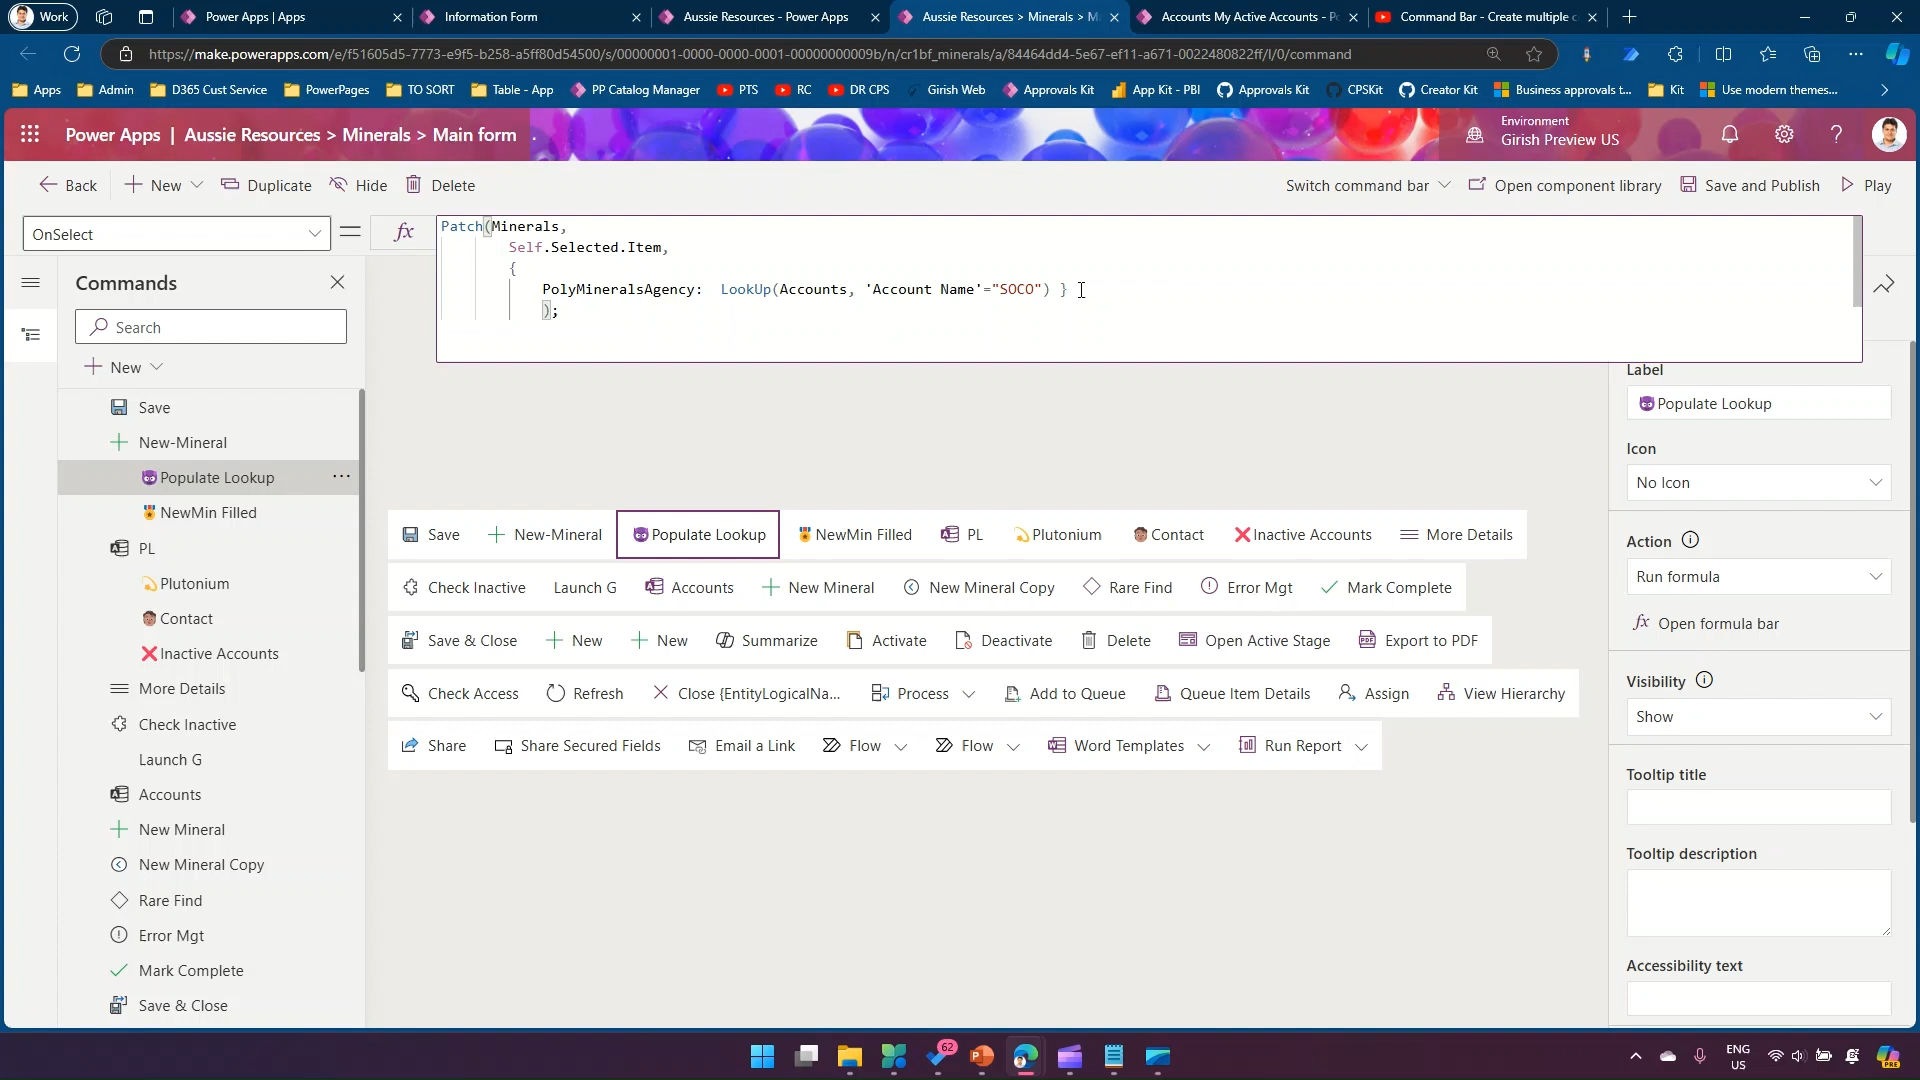 Work
Power Apps | Apps
Information Form
Aussie Resources - Power Apps
Aussie Resources > Minerals > M
Accounts My Active Accounts - P
Command Bar - Create multiple c
https://make.powerapps.com/e/f51605d5-7773-e9f5-b258-a5ff80d54500/s/00000001-0000-0000-0001-00000000009b/n/cr1bf_minerals/a/84464dd4-5e67-ef11-a671-0022480822ff/l/0/command
Apps
Admin
D365 Cust Service
PowerPages
TO SORT
Table - App
PP Catalog Manager
PTS
RC
DR CPS
Girish Web
Approvals Kit
App Kit - PBI
Approvals Kit
CPSKit
Creator Kit
Business approvals t...
Kit
Use modern themes...
Power Apps | Aussie Resources > Minerals > Main form
Environment
Girish Preview US
Back
New
Duplicate
Hide
Delete
Switch command bar
Open component library
Save and Publish
Play
OnSelect
=
fx
Patch(Minerals,
Self.Selected.Item,
{
PolyMineralsAgency: LookUp(Accounts, 'Account Name'="SOCO") }
);
Commands
Search
New
Save
New-Mineral
Populate Lookup
...
NewMin Filled
PL
Plutonium
Contact
Inactive Accounts
More Details
Check Inactive
Launch G
Accounts
New Mineral
New Mineral Copy
Rare Find
Error Mgt
Mark Complete
Save & Close
Save
New-Mineral
Populate Lookup
NewMin Filled
PL
Plutonium
Contact
Inactive Accounts
More Details
Check Inactive
Launch G
Accounts
New Mineral
New Mineral Copy
Rare Find
Error Mgt
Mark Complete
Save & Close
New
New
Summarize
Activate
Deactivate
Delete
Open Active Stage
Export to PDF
Check Access
Refresh
Close {EntityLogicalNa...
Process
Add to Queue
Queue Item Details
Assign
View Hierarchy
Share
Share Secured Fields
Email a Link
Flow
Flow
Word Templates
Run Report
Label
Populate Lookup
Icon
No Icon
Action
Run formula
fx Open formula bar
Visibility
Show
Tooltip title
Tooltip description
Accessibility text
62
ENG
US